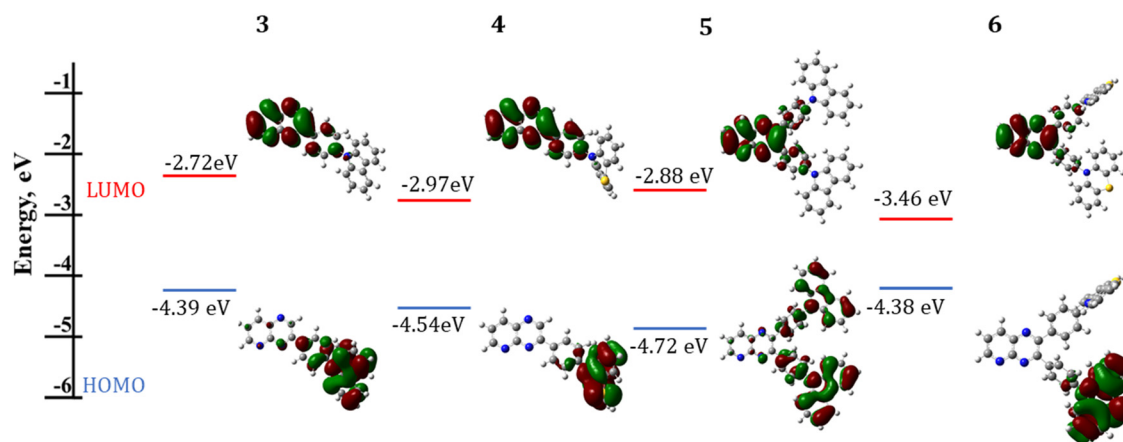 3 4 5 6
Energy, eV
-1
-2
-3
-4
-5
-6
LUMO
HOMO
-2.72eV
-2.97eV
-2.88 eV
-3.46 eV
-4.39 eV
-4.54eV
-4.72 eV
-4.38 eV